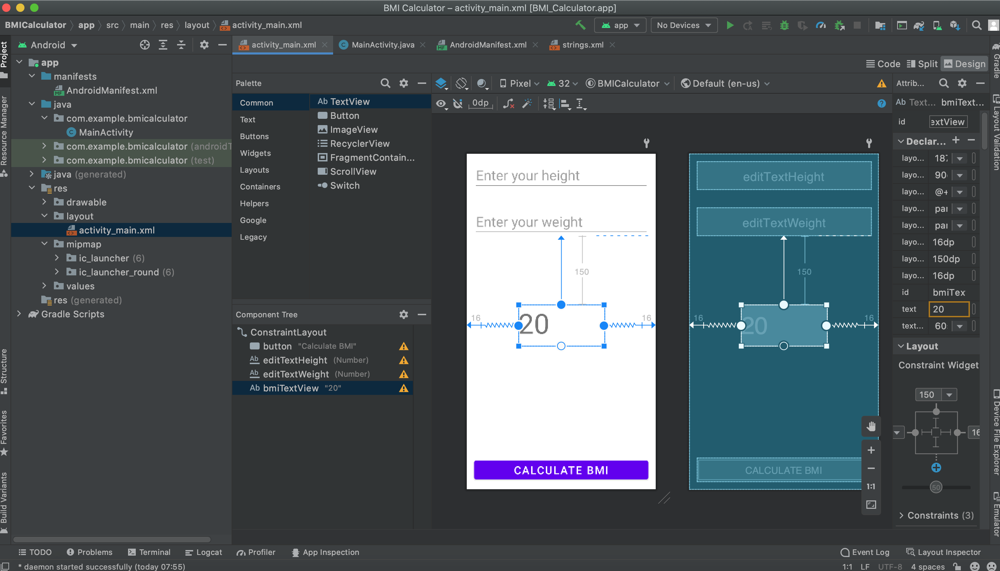 BMI Calculator – activity_main.xml [BMI_Calculator.app]
BMICalculator app src main res layout activity_main.xml
app No Devices
Android
activity_main.xml MainActivity.java AndroidManifest.xml strings.xml
Code Split Design
Project
Resource Manager
Structure
Favorites
Build Variants
app
manifests
AndroidManifest.xml
java
com.example.bmicalculator
MainActivity
com.example.bmicalculator (androidT
com.example.bmicalculator (test)
java (generated)
res
drawable
layout
activity_main.xml
mipmap
ic_launcher (6)
ic_launcher_round (6)
values
res (generated)
Gradle Scripts
Palette
Common
Text
Buttons
Widgets
Layouts
Containers
Helpers
Google
Legacy
Ab TextView
Button
ImageView
RecyclerView
FragmentContain...
ScrollView
Switch
Component Tree
ConstraintLayout
button "Calculate BMI"
Ab editTextHeight (Number)
Ab editTextWeight (Number)
Ab bmiTextView "20"
Pixel 32 BMICalculator Default (en-us)
0dp
Enter your height
Enter your weight
150
16 20 16
CALCULATE BMI
editTextHeight
editTextWeight
150
16 20 16
CALCULATE BMI
1:1
Attrib...
Ab Text... bmiText...
id extView
Declar...
layo... 187
layo... 90
layo... @+
layo... par
layo... par
layo... 16dp
layo... 150dp
layo... 16dp
id bmiTex
text 20
text... 60
Layout
Constraint Widget
150
16
50
Constraints (3)
Gradle
Layout Validation
Device File Explorer
Emulator
TODO Problems Terminal Logcat Profiler App Inspection Event Log Layout Inspector
* daemon started successfully (today 07:55) 1:1 LF UTF-8 4 spaces